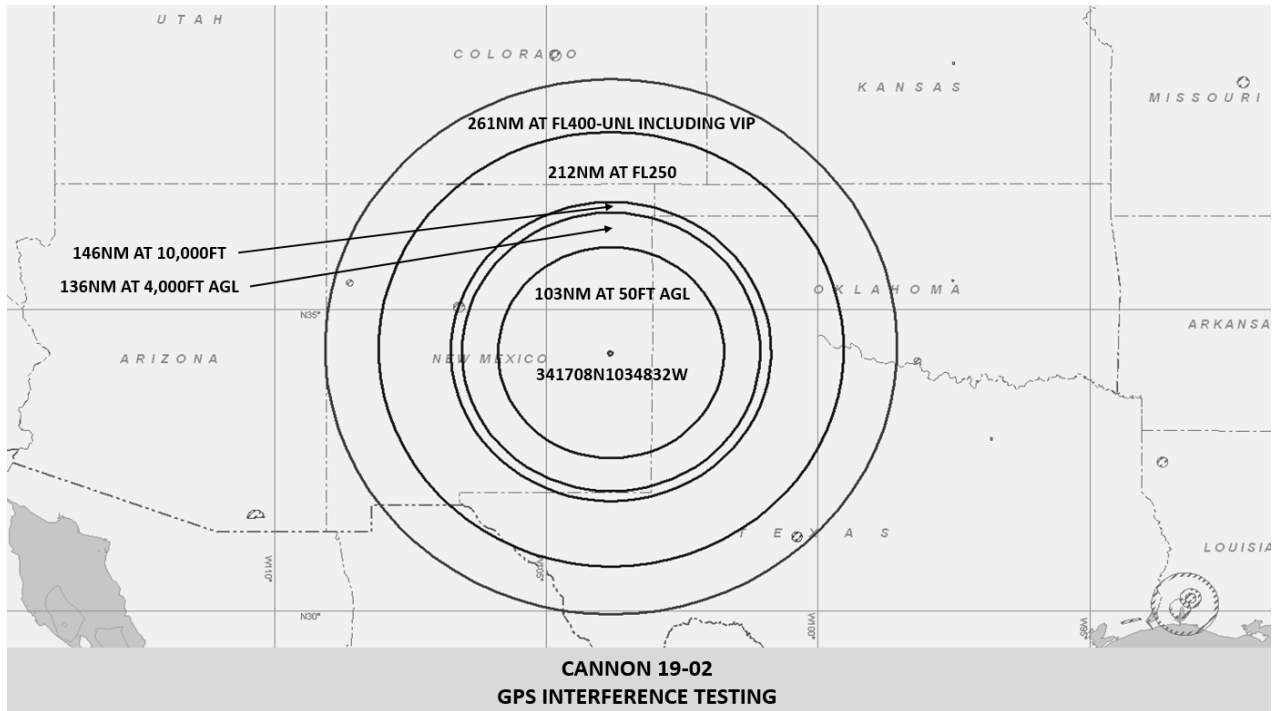 UTAH
COLORADO
KANSAS
MISSOURI
261NM AT FL400-UNL INCLUDING VIP
212NM AT FL250
146NM AT 10,000FT
136NM AT 4,000FT AGL
103NM AT 50FT AGL
OKLAHOMA
N35°
ARKANSA
ARIZONA
NEW MEXICO
341708N1034832W
TEXAS
LOUISIA
W110°
W105°
N30°
W100°
W95°
CANNON 19-02
GPS INTERFERENCE TESTING